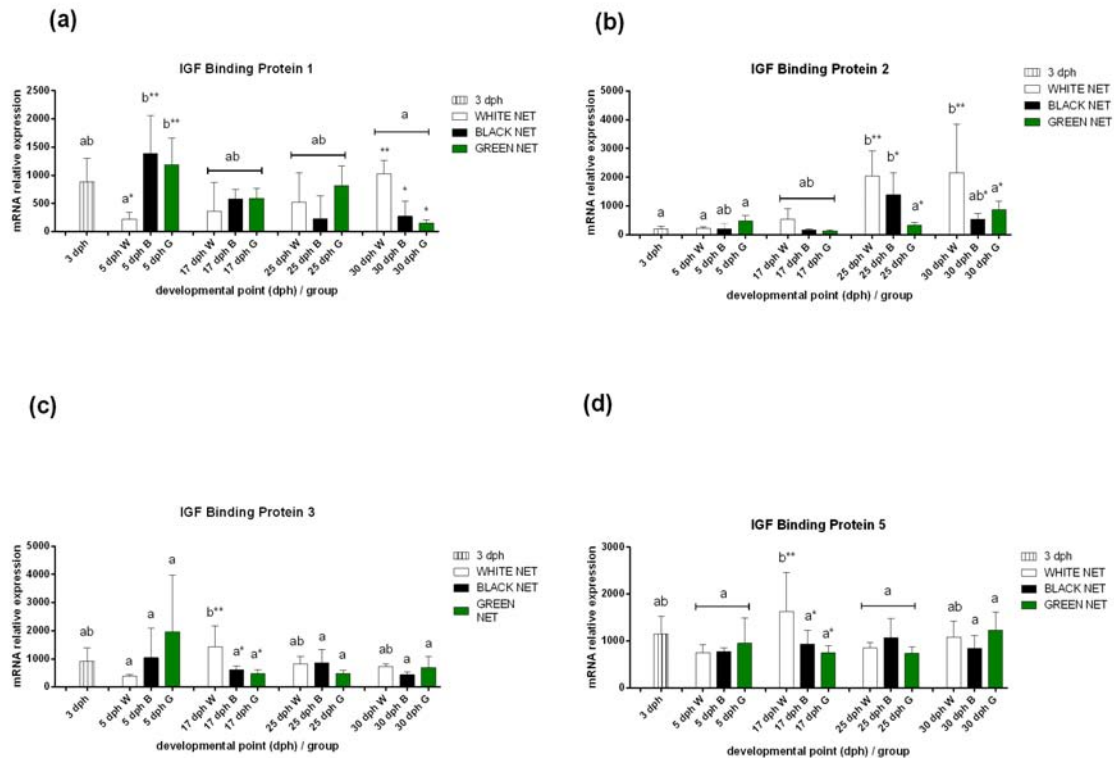 (a)
IGF Binding Protein 1
mRNA relative expression
2500
2000
1500
1000
500
0
ab
a*
b**
b**
ab
ab
a
**
*
*
3 dph
5 dph W
5 dph B
5 dph G
17 dph W
17 dph B
17 dph G
25 dph W
25 dph B
25 dph G
30 dph W
30 dph B
30 dph G
developmental point (dph) / group
3 dph
WHITE NET
BLACK NET
GREEN NET
(b)
IGF Binding Protein 2
mRNA relative expression
5000
4000
3000
2000
1000
0
a
a
ab
a
ab
b**
b*
a*
b**
ab*
a*
3 dph
5 dph W
5 dph B
5 dph G
17 dph W
17 dph B
17 dph G
25 dph W
25 dph B
25 dph G
30 dph W
30 dph B
30 dph G
developmental point (dph) / group
3 dph
WHITE NET
BLACK NET
GREEN NET
(c)
IGF Binding Protein 3
mRNA relative expression
5000
4000
3000
2000
1000
0
ab
a
a
a
b**
a*
a*
ab
a
a
ab
a
a
3 dph
5 dph W
5 dph B
5 dph G
17 dph W
17 dph B
17 dph G
25 dph W
25 dph B
25 dph G
30 dph W
30 dph B
30 dph G
developmental point (dph) / group
3 dph
WHITE NET
BLACK NET
GREEN
NET
(d)
IGF Binding Protein 5
mRNA relative expression
3000
2000
1000
0
ab
a
b**
a*
a*
a
ab
a
a
3 dph
5 dph W
5 dph B
5 dph G
17 dph W
17 dph B
17 dph G
25 dph W
25 dph B
25 dph G
30 dph W
30 dph B
30 dph G
developmental point (dph) / group
3 dph
WHITE NET
BLACK NET
GREEN NET